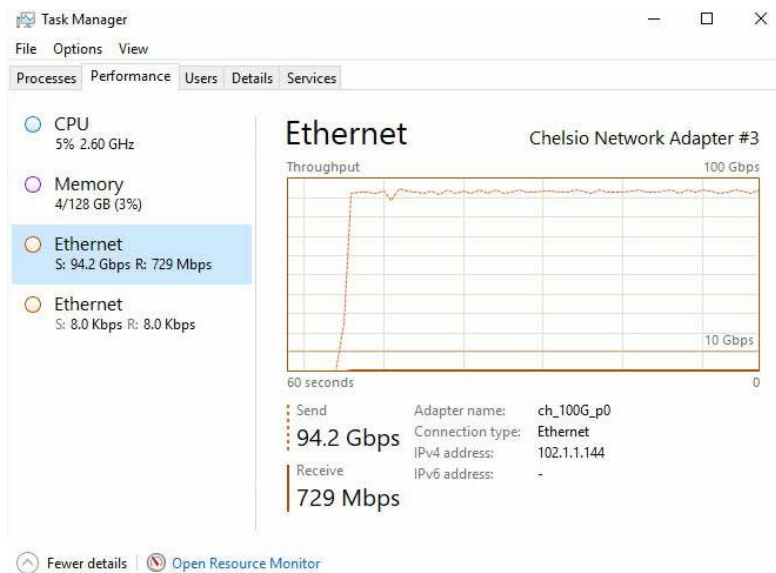 Task Manager
File Options View
Processes Performance Users Details Services
CPU
5% 2.60 GHz
Memory
4/128 GB (3%)
Ethernet
S: 94.2 Gbps R: 729 Mbps
Ethernet
S: 8.0 Kbps R: 8.0 Kbps
Ethernet Chelsio Network Adapter #3
Throughput 100 Gbps
10 Gbps
60 seconds 0
Send
94.2 Gbps
Receive
729 Mbps
Adapter name: ch_100G_p0
Connection type: Ethernet
IPv4 address: 102.1.1.144
IPv6 address: -
Fewer details Open Resource Monitor